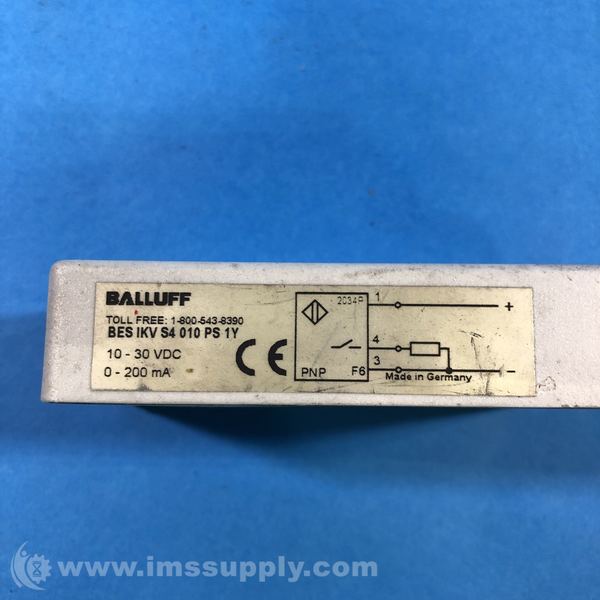 BALLUFF
TOLL FREE: 1-800-543-8390
BES IKV S4 010 PS 1Y
10 - 30 VDC
0 - 200 mA
CE
2034P
PNP F6
1 +
4
3 -
Made in Germany
www.imssupply.com